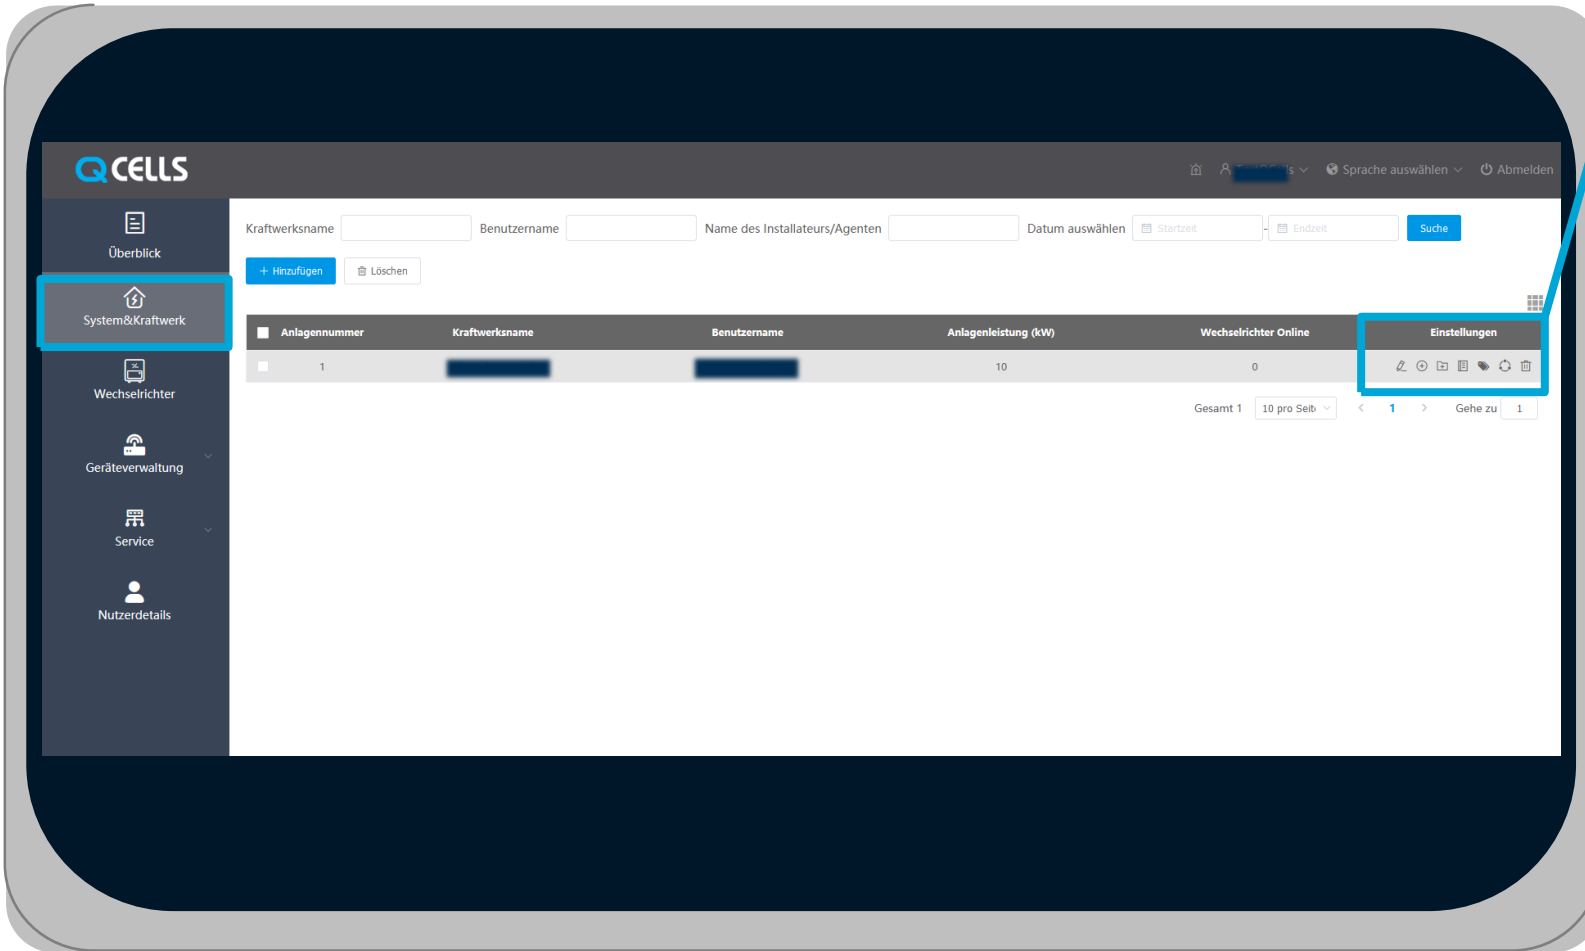 Q CELLS
Sprache auswählen
Abmelden
Überblick
System&Kraftwerk
Wechselrichter
Geräteverwaltung
Service
Nutzerdetails
Kraftwerksname Benutzername Name des Installateurs/Agenten Datum auswählen Startzeit - Endzeit Suche
+ Hinzufügen Löschen
Anlagennummer Kraftwerksname Benutzername Anlagenleistung (kW) Wechselrichter Online Einstellungen
1 10 0
Gesamt 1 10 pro Seite < 1 > Gehe zu 1